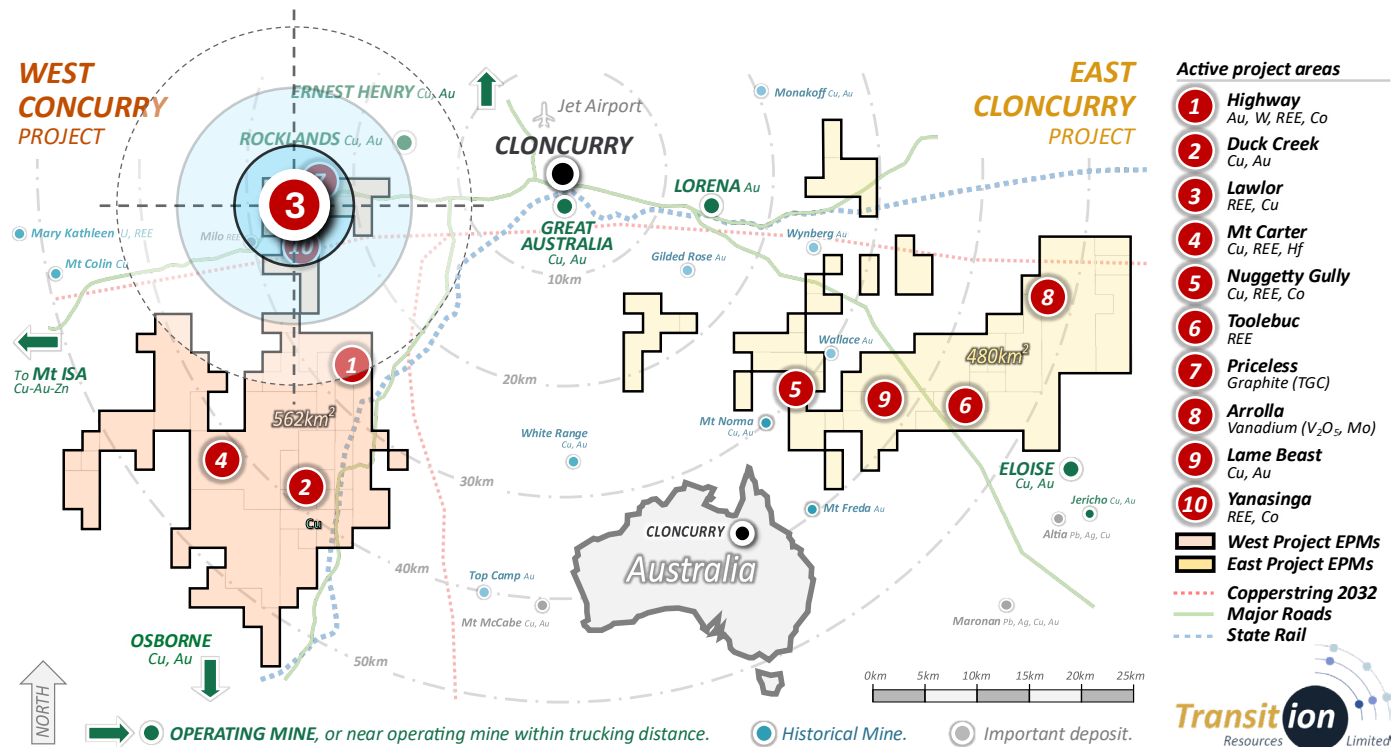 WEST
CONCURRY
PROJECT
ERNEST HENRY Cu, Au
ROCKLANDS Cu, Au
Jet Airport
CLONCURRY
Monakoff Cu, Au
EAST
CLONCURRY
PROJECT
LORENA Au
GREAT
AUSTRALIA
Cu, Au
10km
Gilded Rose Au
Wynberg Au
Mary Kathleen U, REE
Milo REE
Mt Colin Cu
7
3
10
To Mt ISA
Cu-Au-Zn
1
562km²
4
2
Cu
20km
White Range
Cu, Au
30km
Wallace Au
480km²
8
5
9
6
Mt Norma
Cu, Au
Mt Freda Au
ELOISE
Cu, Au
Jericho Cu, Au
Altia Pb, Ag, Cu
Maronan Pb, Ag, Cu, Au
40km
Top Camp Au
Mt McCabe Cu, Au
50km
CLONCURRY
Australia
OSBORNE
Cu, Au
NORTH
0km 5km 10km 15km 20km 25km
OPERATING MINE, or near operating mine within trucking distance.
Historical Mine.
Important deposit.
Active project areas
1 Highway
Au, W, REE, Co
2 Duck Creek
Cu, Au
3 Lawlor
REE, Cu
4 Mt Carter
Cu, REE, Hf
5 Nuggetty Gully
Cu, REE, Co
6 Toolebuc
REE
7 Priceless
Graphite (TGC)
8 Arrolla
Vanadium (V₂O₅, Mo)
9 Lame Beast
Cu, Au
10 Yanasinga
REE, Co
West Project EPMs
East Project EPMs
Copperstring 2032
Major Roads
State Rail
Transition
Resources Limited